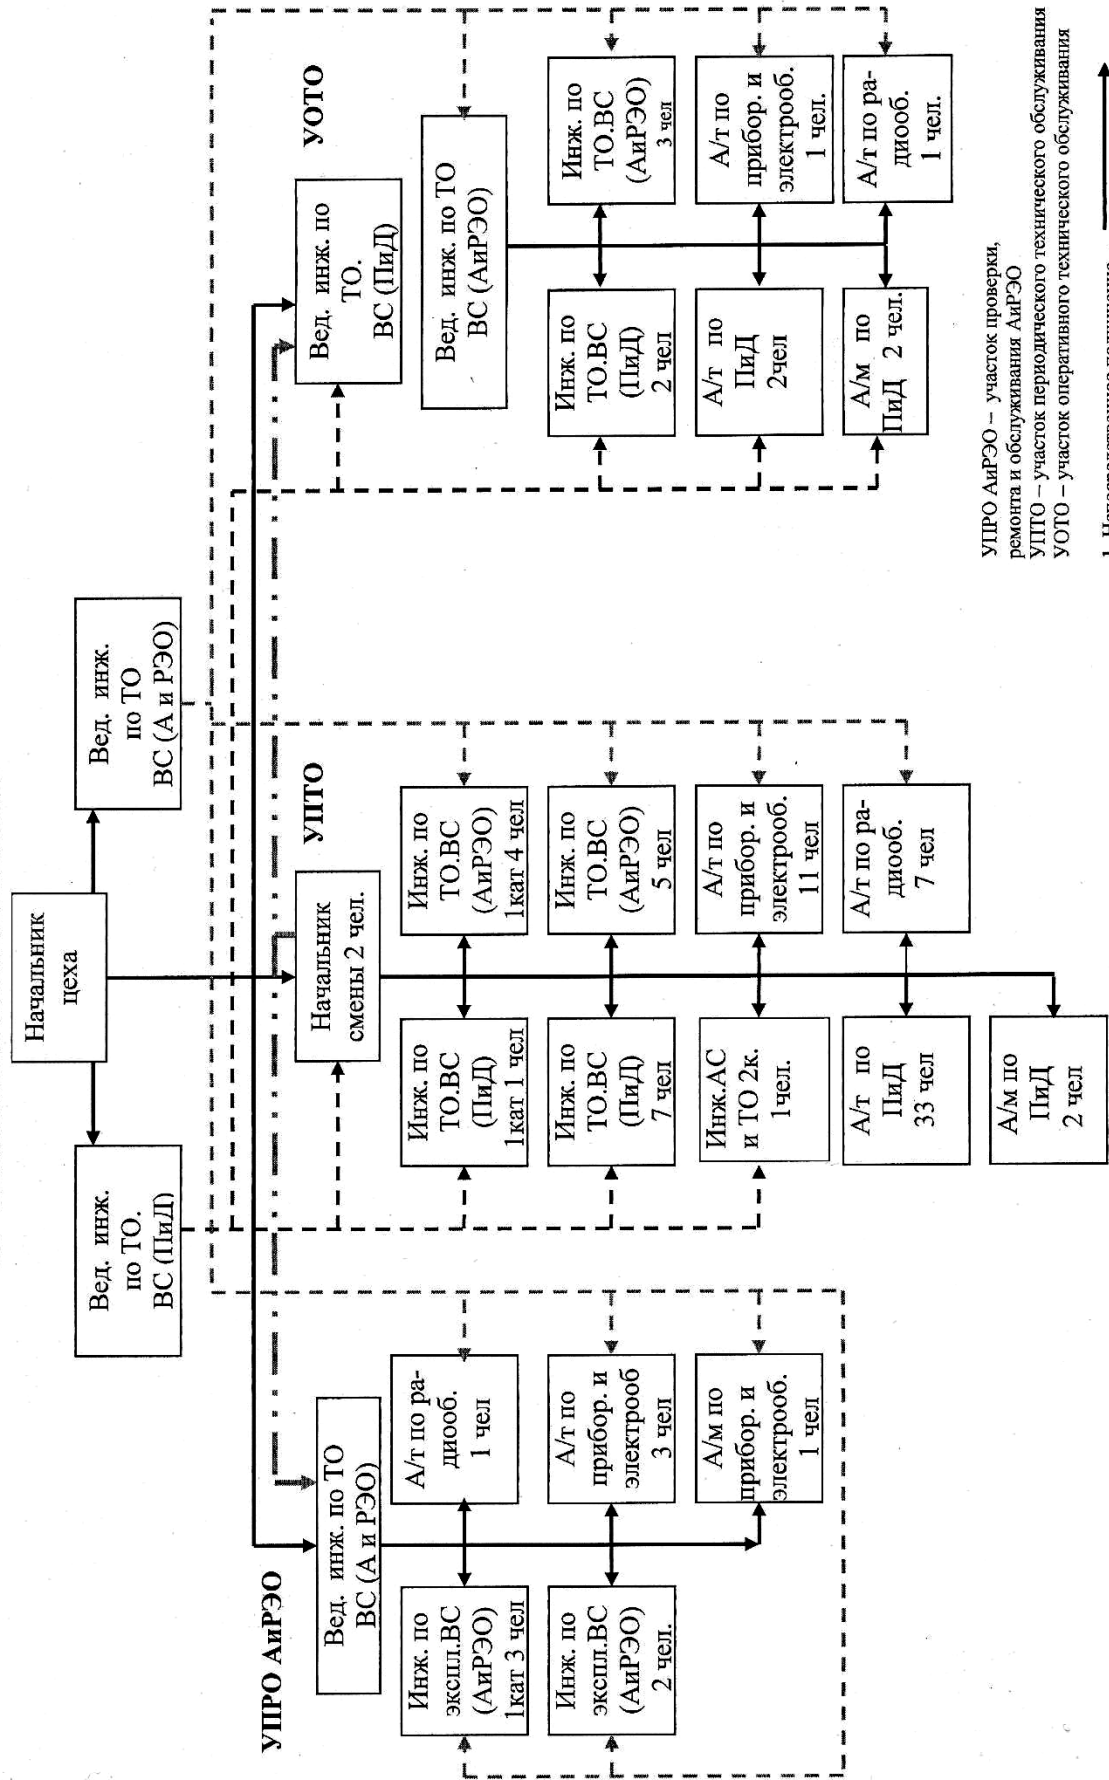 Начальник
цеха
Вед. инж.
по ТО.
ВС (ПиД)
Вед. инж.
по ТО
ВС (А и РЭО)
УПРО АиРЭО
Вед. инж. по ТО
ВС (А и РЭО)
Инж. по
экспл.ВС
(АиРЭО)
1кат 3 чел
А/т по ра-
диооб.
1 чел
Инж. по
экспл.ВС
(АиРЭО)
2 чел.
А/т по
прибор. и
электрооб
3 чел
А/м по
прибор. и
электрооб.
1 чел
УПТО
Начальник
смены 2 чел.
Инж. по
ТО.ВС
(ПиД)
1кат 1 чел
Инж. по
ТО.ВС
(АиРЭО)
1кат 4 чел
Инж. по
ТО.ВС
(ПиД)
7 чел
Инж. по
ТО.ВС
(АиРЭО)
5 чел
Инж.АС
и ТО 2к.
1чел.
А/т по
прибор. и
электрооб.
11 чел
А/т по
ПиД
33 чел
А/т по ра-
диооб.
7 чел
А/м по
ПиД
2 чел
УОТО
Вед. инж. по
ТО.
ВС (ПиД)
Вед. инж. по ТО
ВС (АиРЭО)
Инж. по
ТО.ВС
(ПиД)
2 чел
Инж. по
ТО.ВС
(АиРЭО)
3 чел
А/т по
ПиД
2чел
А/т по
прибор. и
электрооб.
1 чел.
А/м по
ПиД 2 чел.
А/т по ра-
диооб.
1 чел.
УПРО АиРЭО – участок проверки,
ремонта и обслуживания АиРЭО
УПТО – участок периодического технического обслуживания
УОТО – участок оперативного технического обслуживания